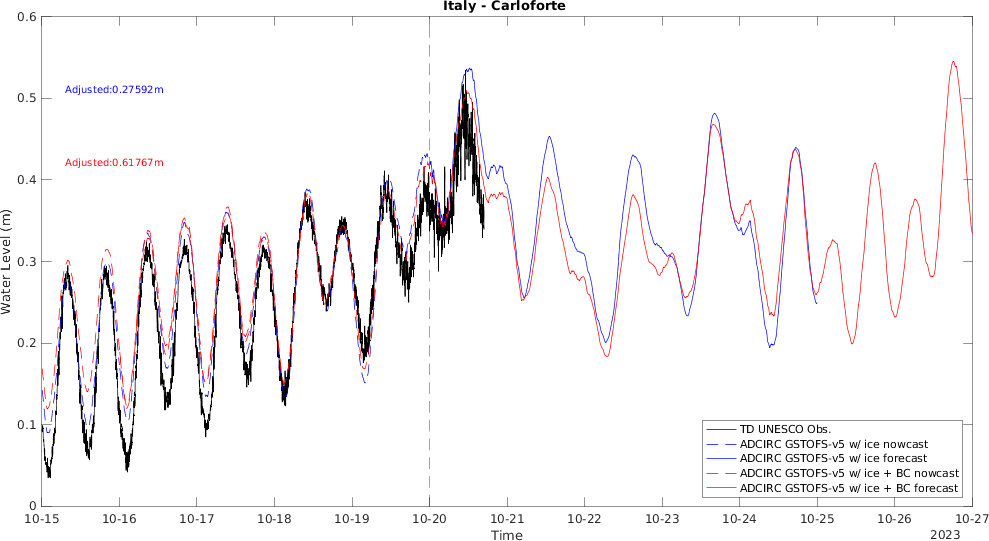 Italy - Carloforte
0.6
0.5
0.4
0.3
0.2
0.1
0
Water Level (m)
Adjusted:0.27592m
Adjusted:0.61767m
TD UNESCO Obs.
ADCIRC GSTOFS-v5 w/ ice nowcast
ADCIRC GSTOFS-v5 w/ ice forecast
ADCIRC GSTOFS-v5 w/ ice + BC nowcast
ADCIRC GSTOFS-v5 w/ ice + BC forecast
10-15 10-16 10-17 10-18 10-19 10-20 10-21 10-22 10-23 10-24 10-25 10-26 10-27
Time
2023